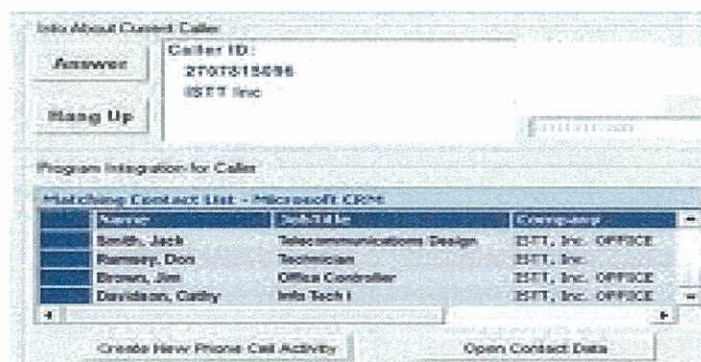 Info About Current Caller
Answer
Caller ID:
2707815096
ISTT Inc
Hang Up
Program Integration for Caller
Matching Contact List - Microsoft CRM
Name JobTitle Company
Smith, Jack Telecommunications Design ISTT, Inc. OFFICE
Ramsey, Don Technician ISTT, Inc.
Brown, Jim Office Controller ISTT, Inc. OFFICE
Davidson, Cathy Info Tech I ISTT, Inc. OFFICE
Create New Phone Call Activity Open Contact Data